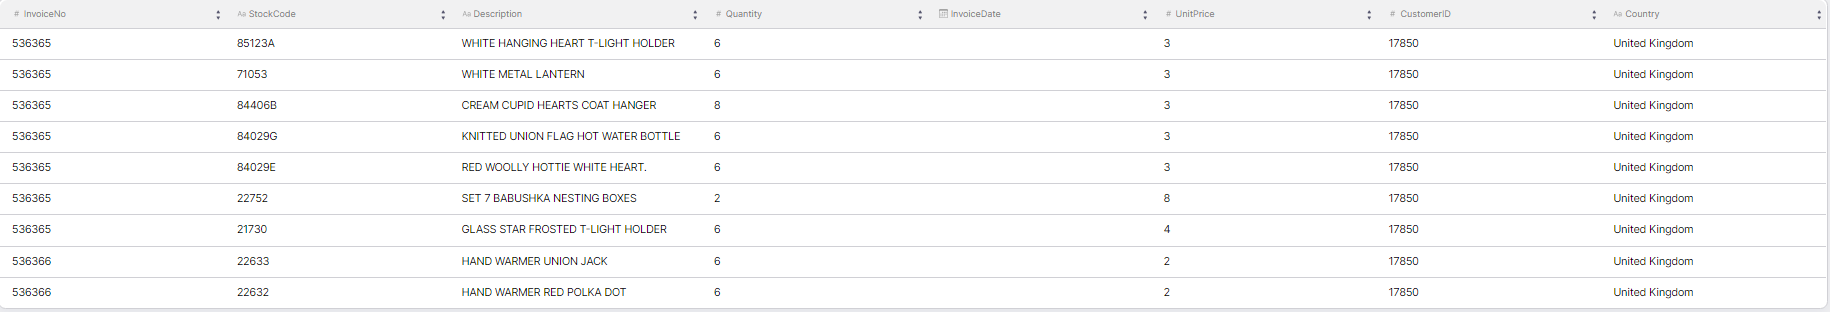 # InvoiceNo Aa StockCode Aa Description # Quantity InvoiceDate # UnitPrice # CustomerID Aa Country
536365 85123A WHITE HANGING HEART T-LIGHT HOLDER 6 3 17850 United Kingdom
536365 71053 WHITE METAL LANTERN 6 3 17850 United Kingdom
536365 84406B CREAM CUPID HEARTS COAT HANGER 8 3 17850 United Kingdom
536365 84029G KNITTED UNION FLAG HOT WATER BOTTLE 6 3 17850 United Kingdom
536365 84029E RED WOOLLY HOTTIE WHITE HEART. 6 3 17850 United Kingdom
536365 22752 SET 7 BABUSHKA NESTING BOXES 2 8 17850 United Kingdom
536365 21730 GLASS STAR FROSTED T-LIGHT HOLDER 6 4 17850 United Kingdom
536366 22633 HAND WARMER UNION JACK 6 2 17850 United Kingdom
536366 22632 HAND WARMER RED POLKA DOT 6 2 17850 United Kingdom